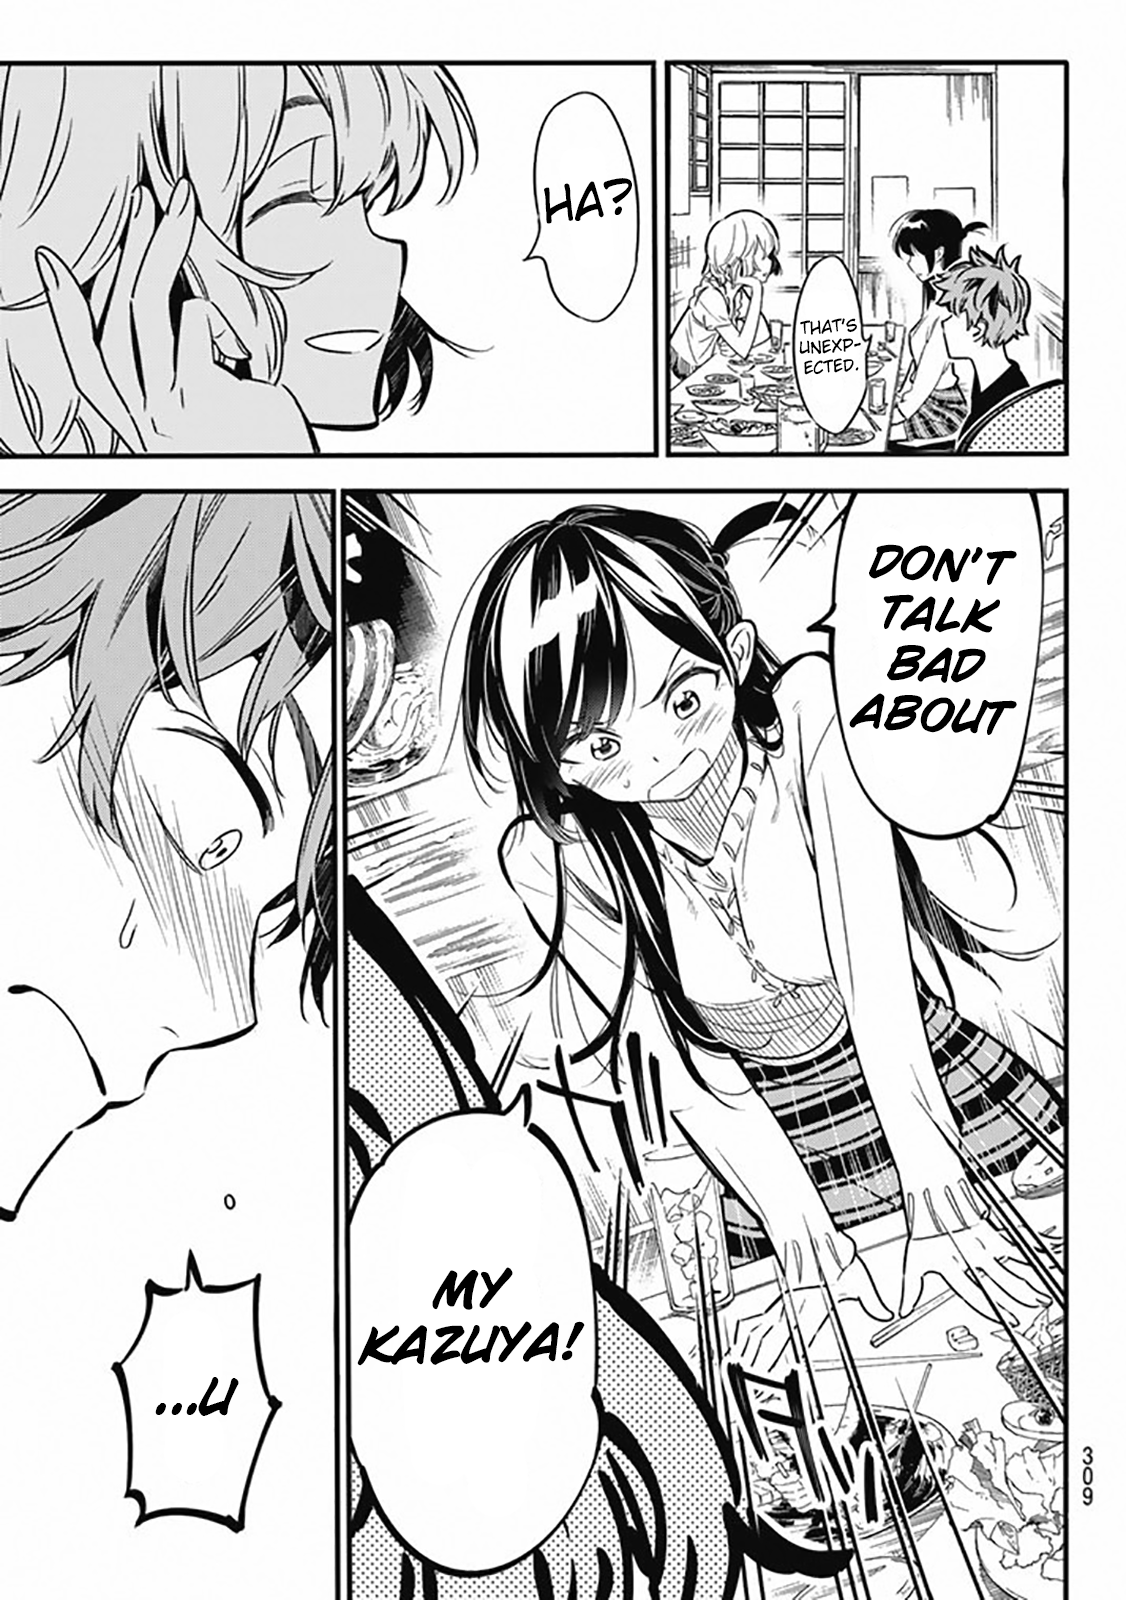 THAT'S
UNEXP-
ECTED.
HA?
DON'T
TALK
BAD
ABOUT
MY
KAZUYA!
...U
309